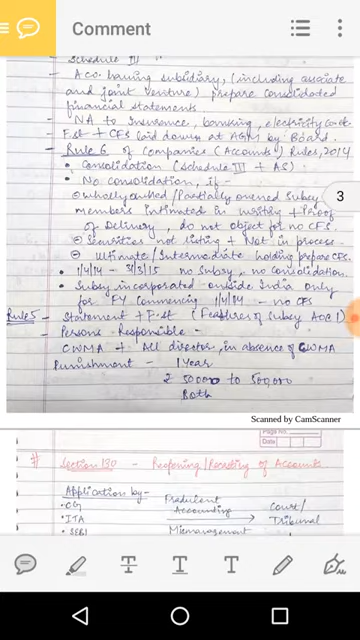 Comment
Schedule III
- A co. having subsidiary, (including associate
and joint venture) prepare consolidated
financial statements.
- NA to Insurance, banking, electricity co etc.
- F.st + CFS laid down at AGM by Board.
- Rule 6 of Companies (Accounts) Rules, 2014
• Consolidation (Schedule III + AS)
• No consolidation, if -
wholly owned / Partially owned Subsy
members intimated in writing + Proof
of Delivery, do not object for no CFS
Securities not listing + Not in process
Ultimate/Intermediate holding prepare CFS.
• 1/4/14 - 31/3/15 no Subsy, no Consolidation.
• Subsy incorporated outside India only
for FY Commencing 1/4/14 - no CFS
3
Rule 5 - Statement + F.st (Features of Subsy AOC 1)
- Persons Responsible -
CWMA + All director, in absence of CWMA
Punishment - 1 Year
₹ 50000 to 500,000
Both
Scanned by CamScanner
Page No.
Date
# Section 130 - Reopening/Recasting of Accounts
Application by-
• CG
• ITA
• SEBI
Fradulent
Accounting
Mismanagement
Court/
Tribunal